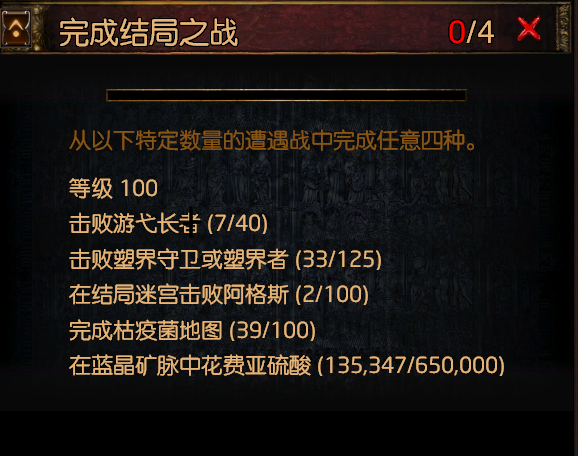 完成结局之战 0/4
从以下特定数量的遭遇战中完成任意四种。
等级 100
击败游弋长者 (7/40)
击败塑界守卫或塑界者 (33/125)
在结局迷宫击败阿格斯 (2/100)
完成枯疫菌地图 (39/100)
在蓝晶矿脉中花费亚硫酸 (135,347/650,000)